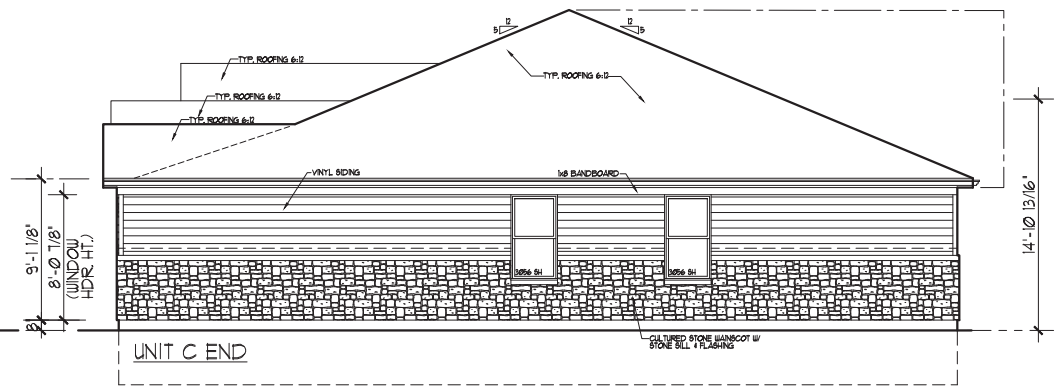 12
5
12
5
TYP. ROOFING 6:12
TYP. ROOFING 6:12
TYP. ROOFING 6:12
TYP. ROOFING 6:12
VINYL SIDING
1x8 BANDBOARD
9'-1 1/8"
8'-0 7/8"
(WINDOW
HDR. HT.)
14'-10 13/16"
3056 SH
3056 SH
8"
CULTURED STONE WAINSCOT W/
STONE SILL & FLASHING
UNIT C END